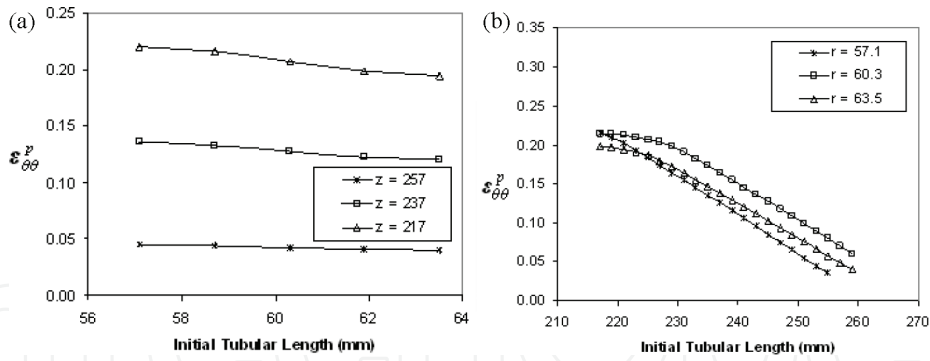 (a)
0.25
0.20
0.15
0.10
0.05
0.00
ε^p_θθ
z = 257
z = 237
z = 217
56 58 60 62 64
Initial Tubular Length (mm)
(b)
0.35
0.30
0.25
0.20
0.15
0.10
0.05
0.00
ε^p_θθ
r = 57.1
r = 60.3
r = 63.5
210 220 230 240 250 260 270
Initial Tubular Length (mm)